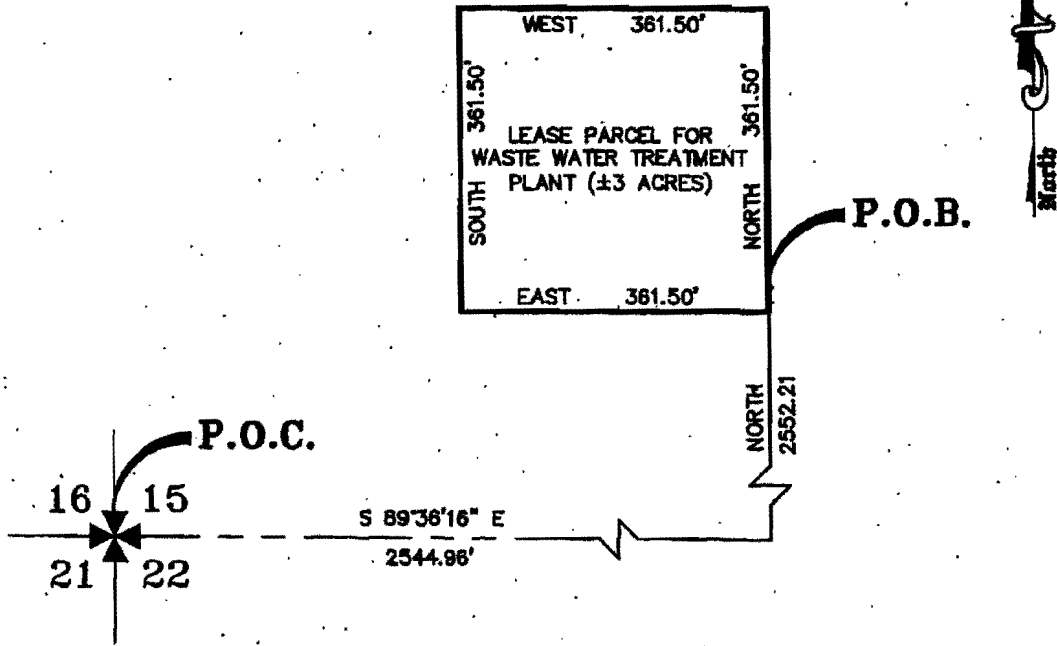 WEST 361.50'
SOUTH 361.50'
NORTH 361.50'
LEASE PARCEL FOR
WASTE WATER TREATMENT
PLANT (±3 ACRES)
EAST 361.50'
North
P.O.B.
NORTH
2552.21
P.O.C.
16 15
21 22
S 89°36'16" E
2544.96'